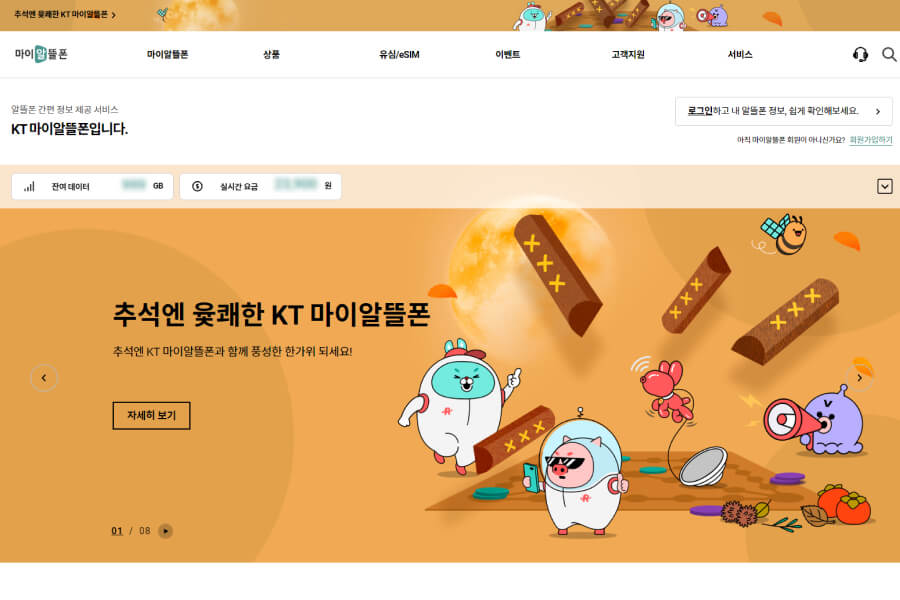 추석엔 윷쾌한 KT 마이알뜰폰
마이알뜰폰
마이알뜰폰
상품
유심/eSIM
이벤트
고객지원
서비스
알뜰폰 간편 정보 제공 서비스
KT 마이알뜰폰입니다.
로그인하고 내 알뜰폰 정보, 쉽게 확인해보세요.
아직 마이알뜰폰 회원이 아니신가요? 회원가입하기
잔여 데이터 GB
실시간 요금 원
추석엔 윷쾌한 KT 마이알뜰폰
추석엔 KT 마이알뜰폰과 함께 풍성한 한가위 되세요!
자세히 보기
01 / 08